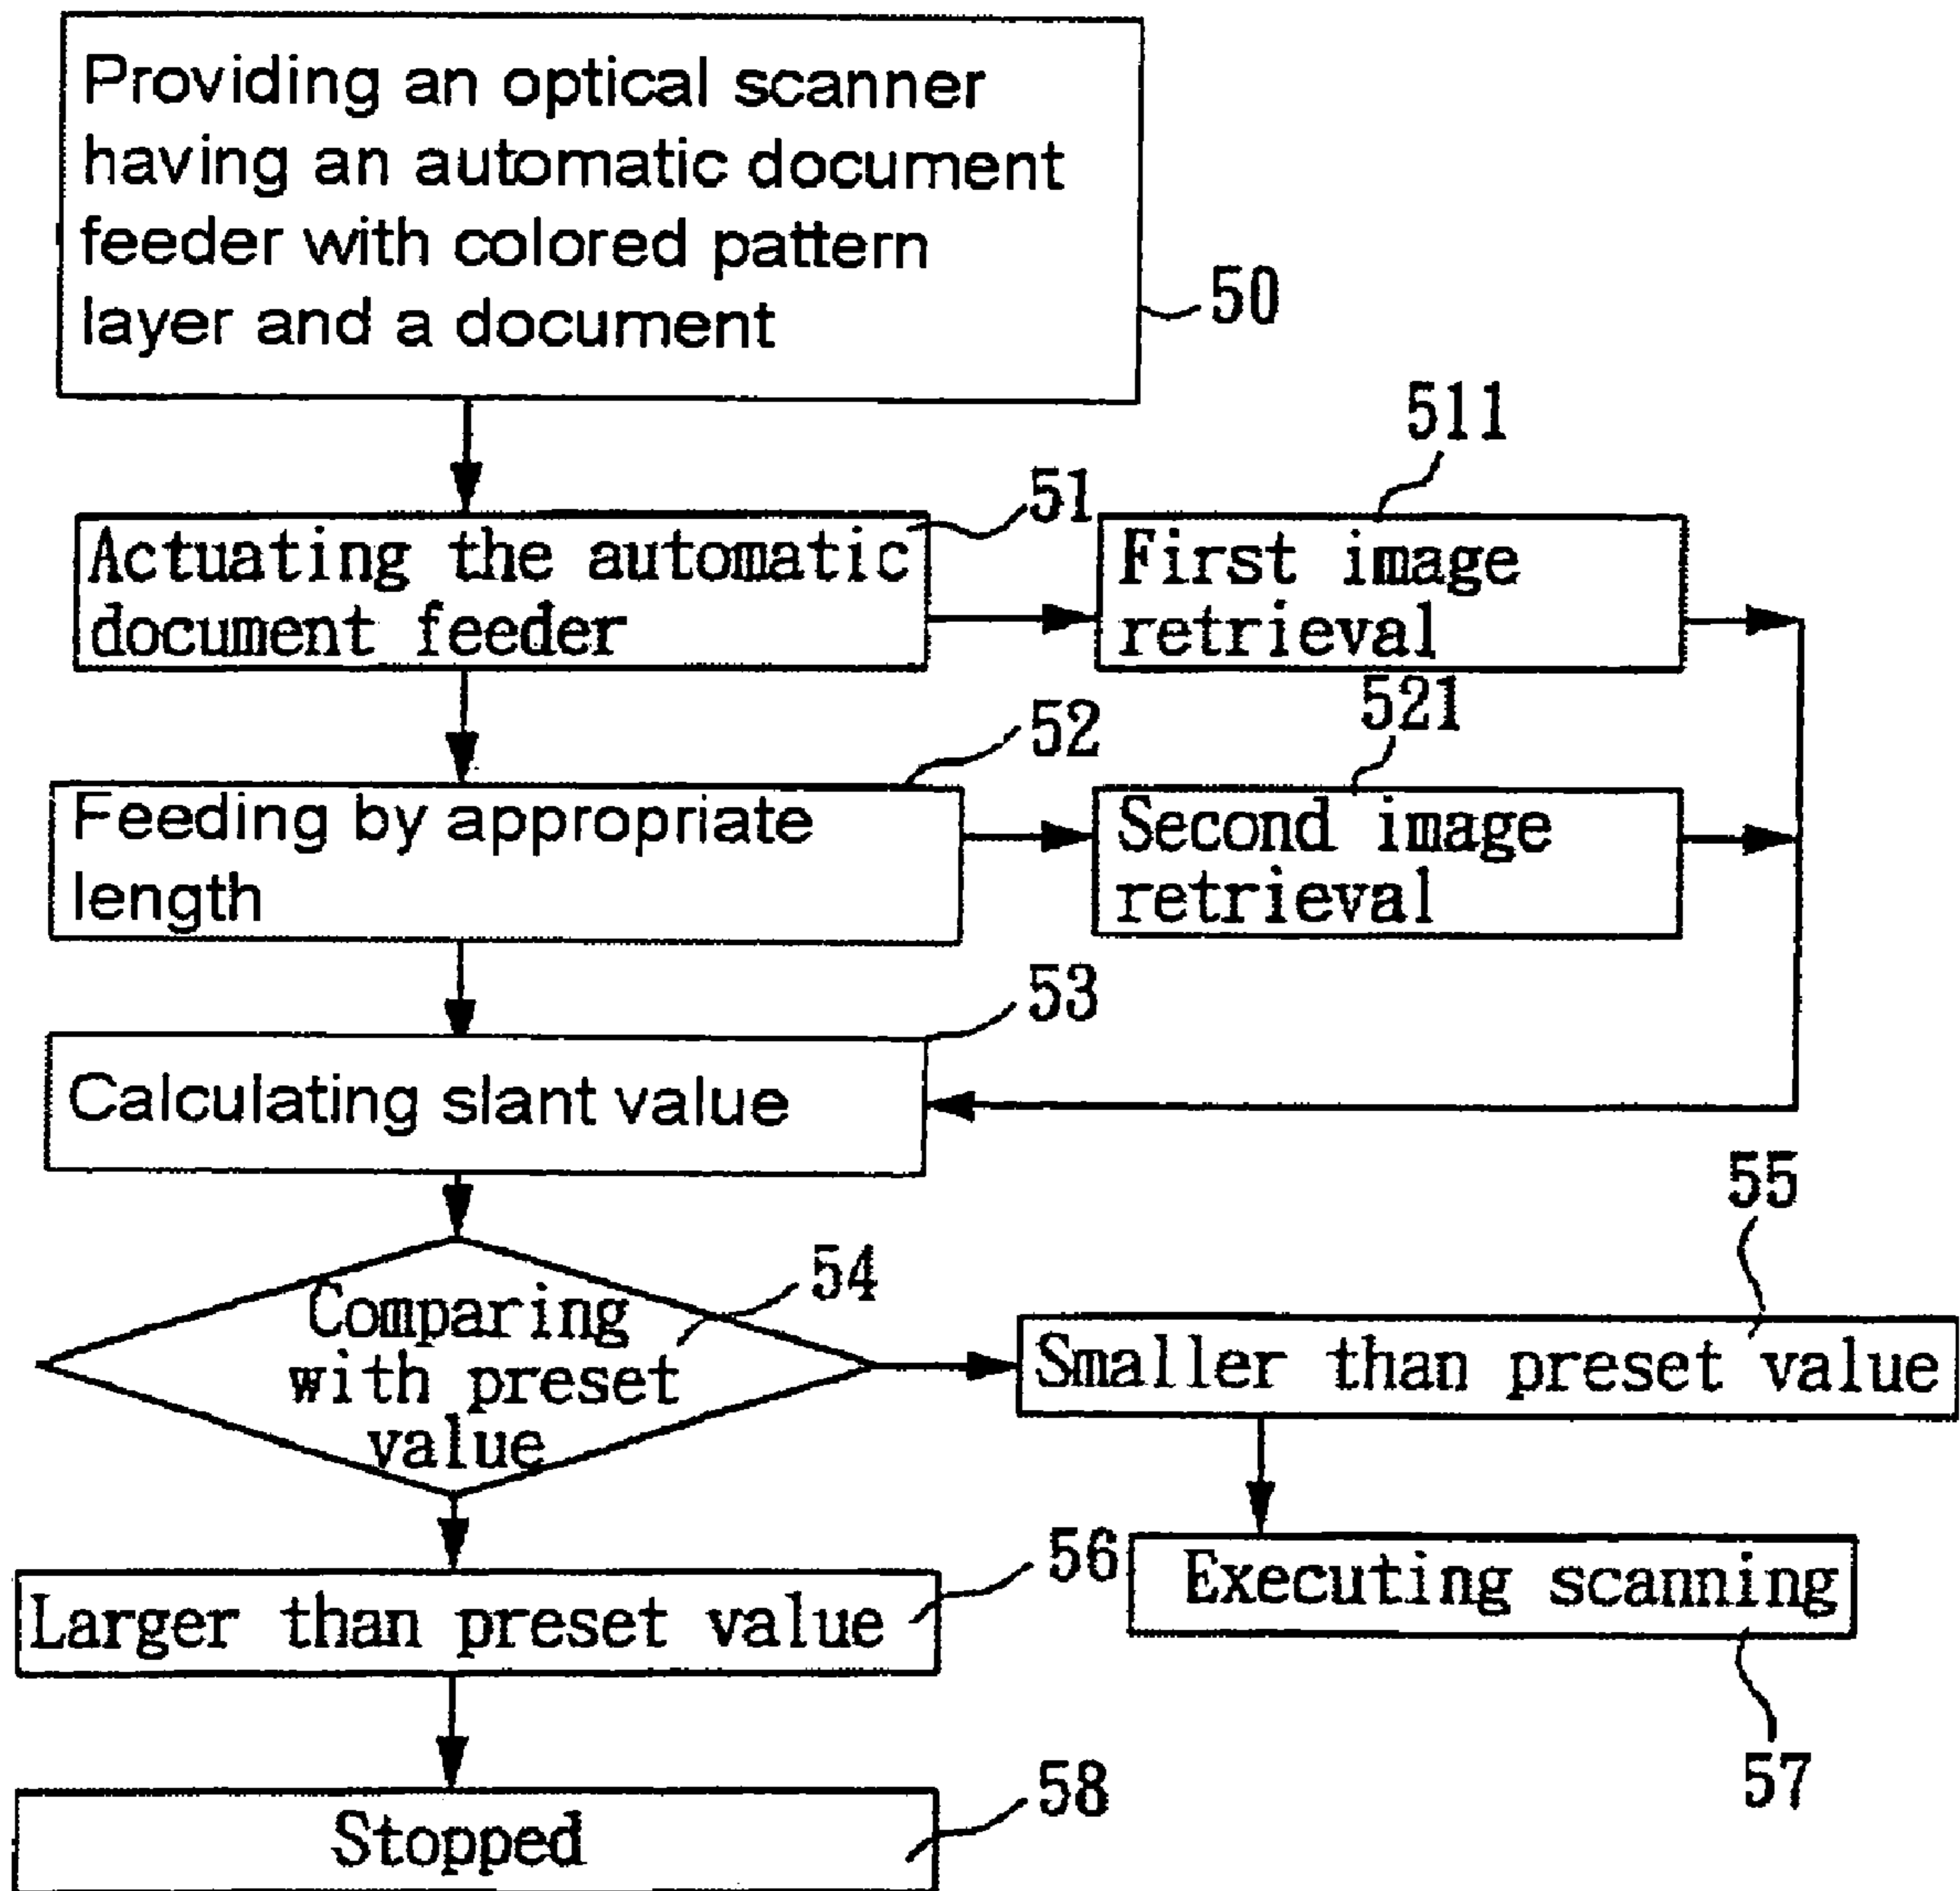 Providing an optical scanner
having an automatic document
feeder with colored pattern
layer and a document
50
511
51
Actuating the automatic
document feeder
First image
retrieval
521
52
Feeding by appropriate
length
Second image
retrieval
53
Calculating slant value
55
54
Comparing
with preset
value
Smaller than preset value
56
Larger than preset value
Executing scanning
57
58
Stopped